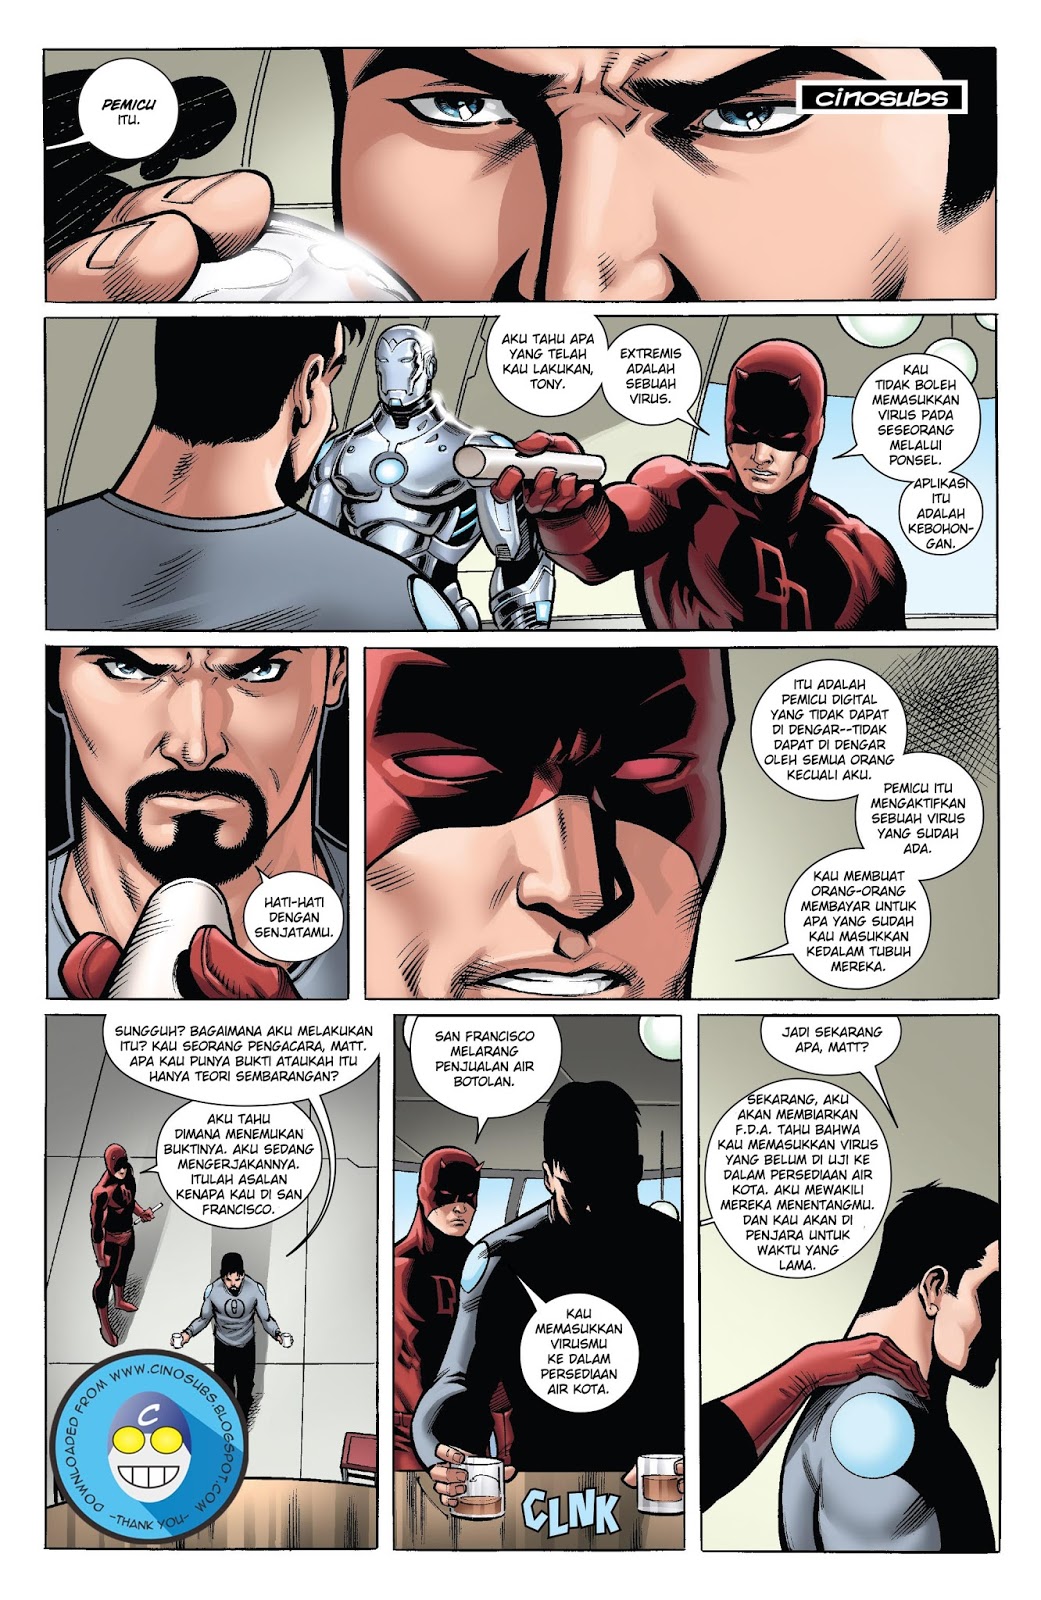 PEMICU
ITU.
cinosubs
AKU TAHU APA
YANG TELAH
KAU LAKUKAN,
TONY.
EXTREMIS
ADALAH
SEBUAH
VIRUS.
KAU
TIDAK BOLEH
MEMASUKKAN
VIRUS PADA
SESEORANG
MELALUI
PONSEL.
APLIKASI
ITU
ADALAH
KEBOHON-
GAN.
HATI-HATI
DENGAN
SENJATAMU.
ITU ADALAH
PEMICU DIGITAL
YANG TIDAK DAPAT
DI DENGAR--TIDAK
DAPAT DI DENGAR
OLEH SEMUA ORANG
KECUALI AKU.
PEMICU ITU
MENGAKTIFKAN
SEBUAH VIRUS
YANG SUDAH
ADA.
KAU MEMBUAT
ORANG-ORANG
MEMBAYAR UNTUK
APA YANG SUDAH
KAU MASUKKAN
KEDALAM TUBUH
MEREKA.
SUNGGUH? BAGAIMANA AKU MELAKUKAN
ITU? KAU SEORANG PENGACARA, MATT.
APA KAU PUNYA BUKTI ATAUKAH ITU
HANYA TEORI SEMBARANGAN?
AKU TAHU
DIMANA MENEMUKAN
BUKTINYA. AKU SEDANG
MENGERJAKANNYA.
ITULAH ASALAN
KENAPA KAU DI SAN
FRANCISCO.
DOWNLOADED FROM WWW.CINOSUBS.BLOGSPOT.COM
C
-THANK YOU-
SAN FRANCISCO
MELARANG
PENJUALAN AIR
BOTOLAN.
KAU
MEMASUKKAN
VIRUSMU
KE DALAM
PERSEDIAAN
AIR KOTA.
CLNK
JADI SEKARANG
APA, MATT?
SEKARANG, AKU
AKAN MEMBIARKAN
F.D.A. TAHU BAHWA
KAU MEMASUKKAN VIRUS
YANG BELUM DI UJI KE
DALAM PERSEDIAAN AIR
KOTA. AKU MEWAKILI
MEREKA MENENTANGMU.
DAN KAU AKAN DI
PENJARA UNTUK
WAKTU YANG
LAMA.